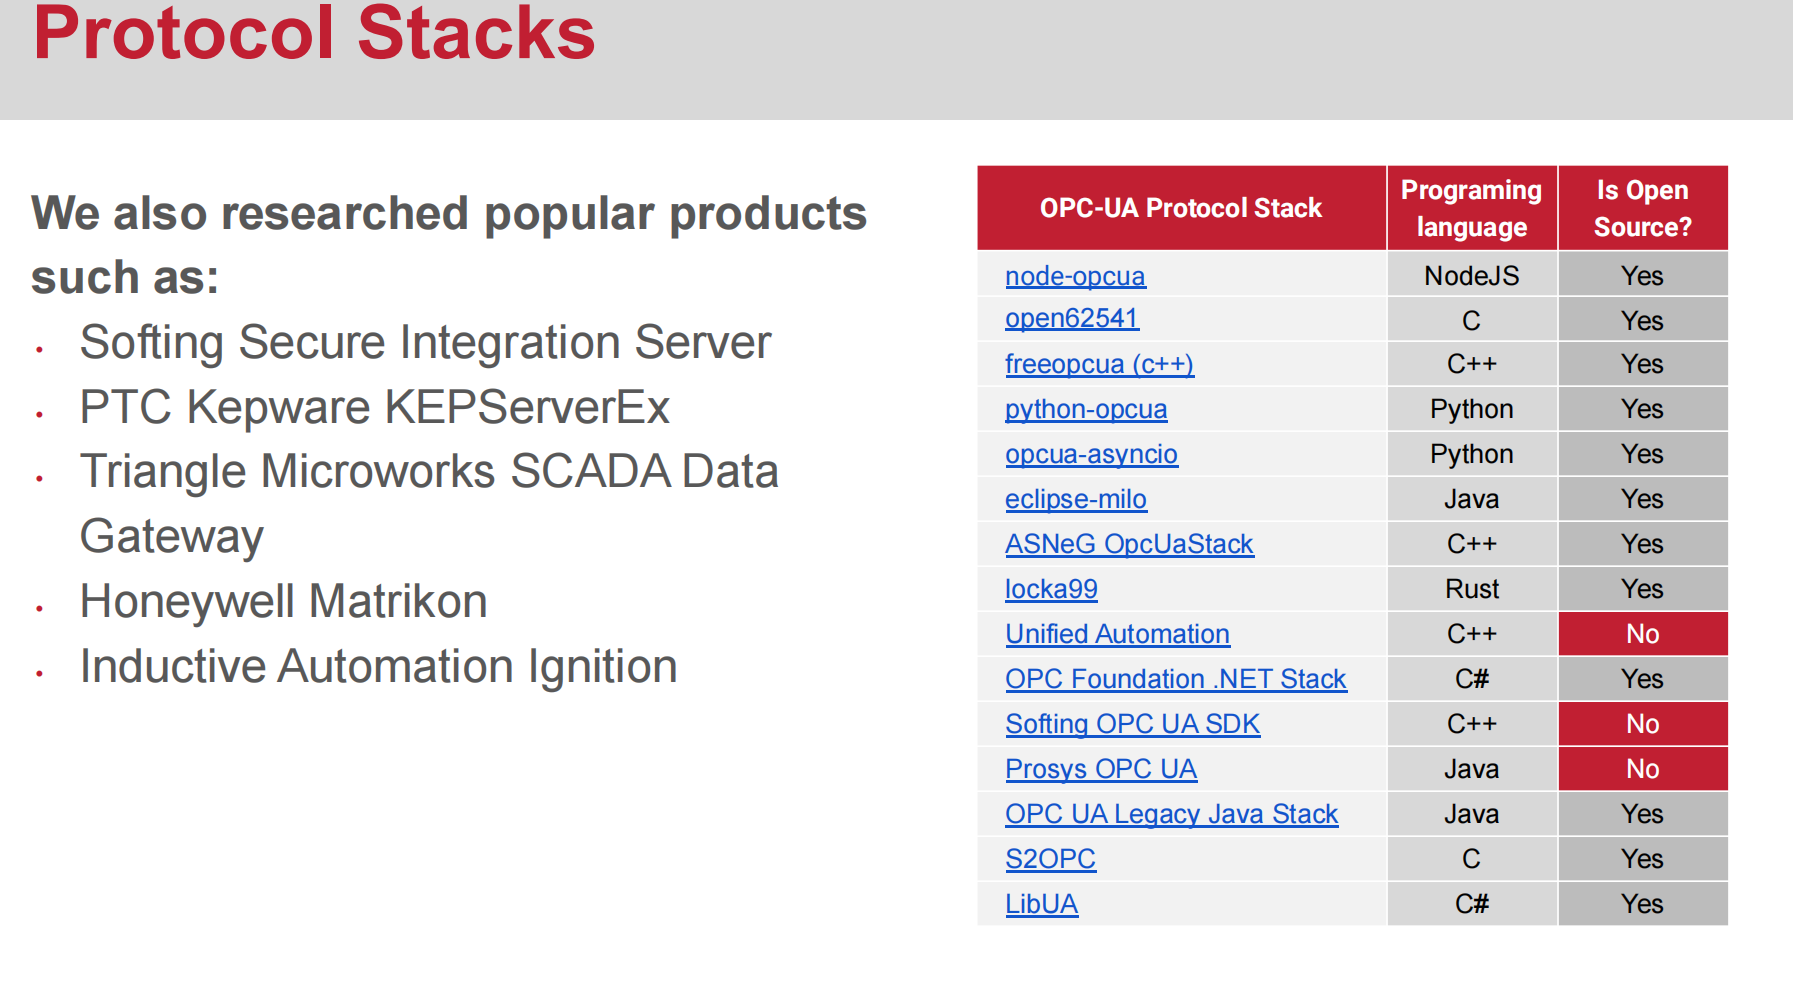 Protocol Stacks
We also researched popular products
such as:
• Softing Secure Integration Server
• PTC Kepware KEPServerEx
• Triangle Microworks SCADA Data
Gateway
• Honeywell Matrikon
• Inductive Automation Ignition
OPC-UA Protocol Stack Programing language Is Open Source?
node-opcua NodeJS Yes
open62541 C Yes
freeopcua (c++) C++ Yes
python-opcua Python Yes
opcua-asyncio Python Yes
eclipse-milo Java Yes
ASNeG OpcUaStack C++ Yes
locka99 Rust Yes
Unified Automation C++ No
OPC Foundation .NET Stack C# Yes
Softing OPC UA SDK C++ No
Prosys OPC UA Java No
OPC UA Legacy Java Stack Java Yes
S2OPC C Yes
LibUA C# Yes